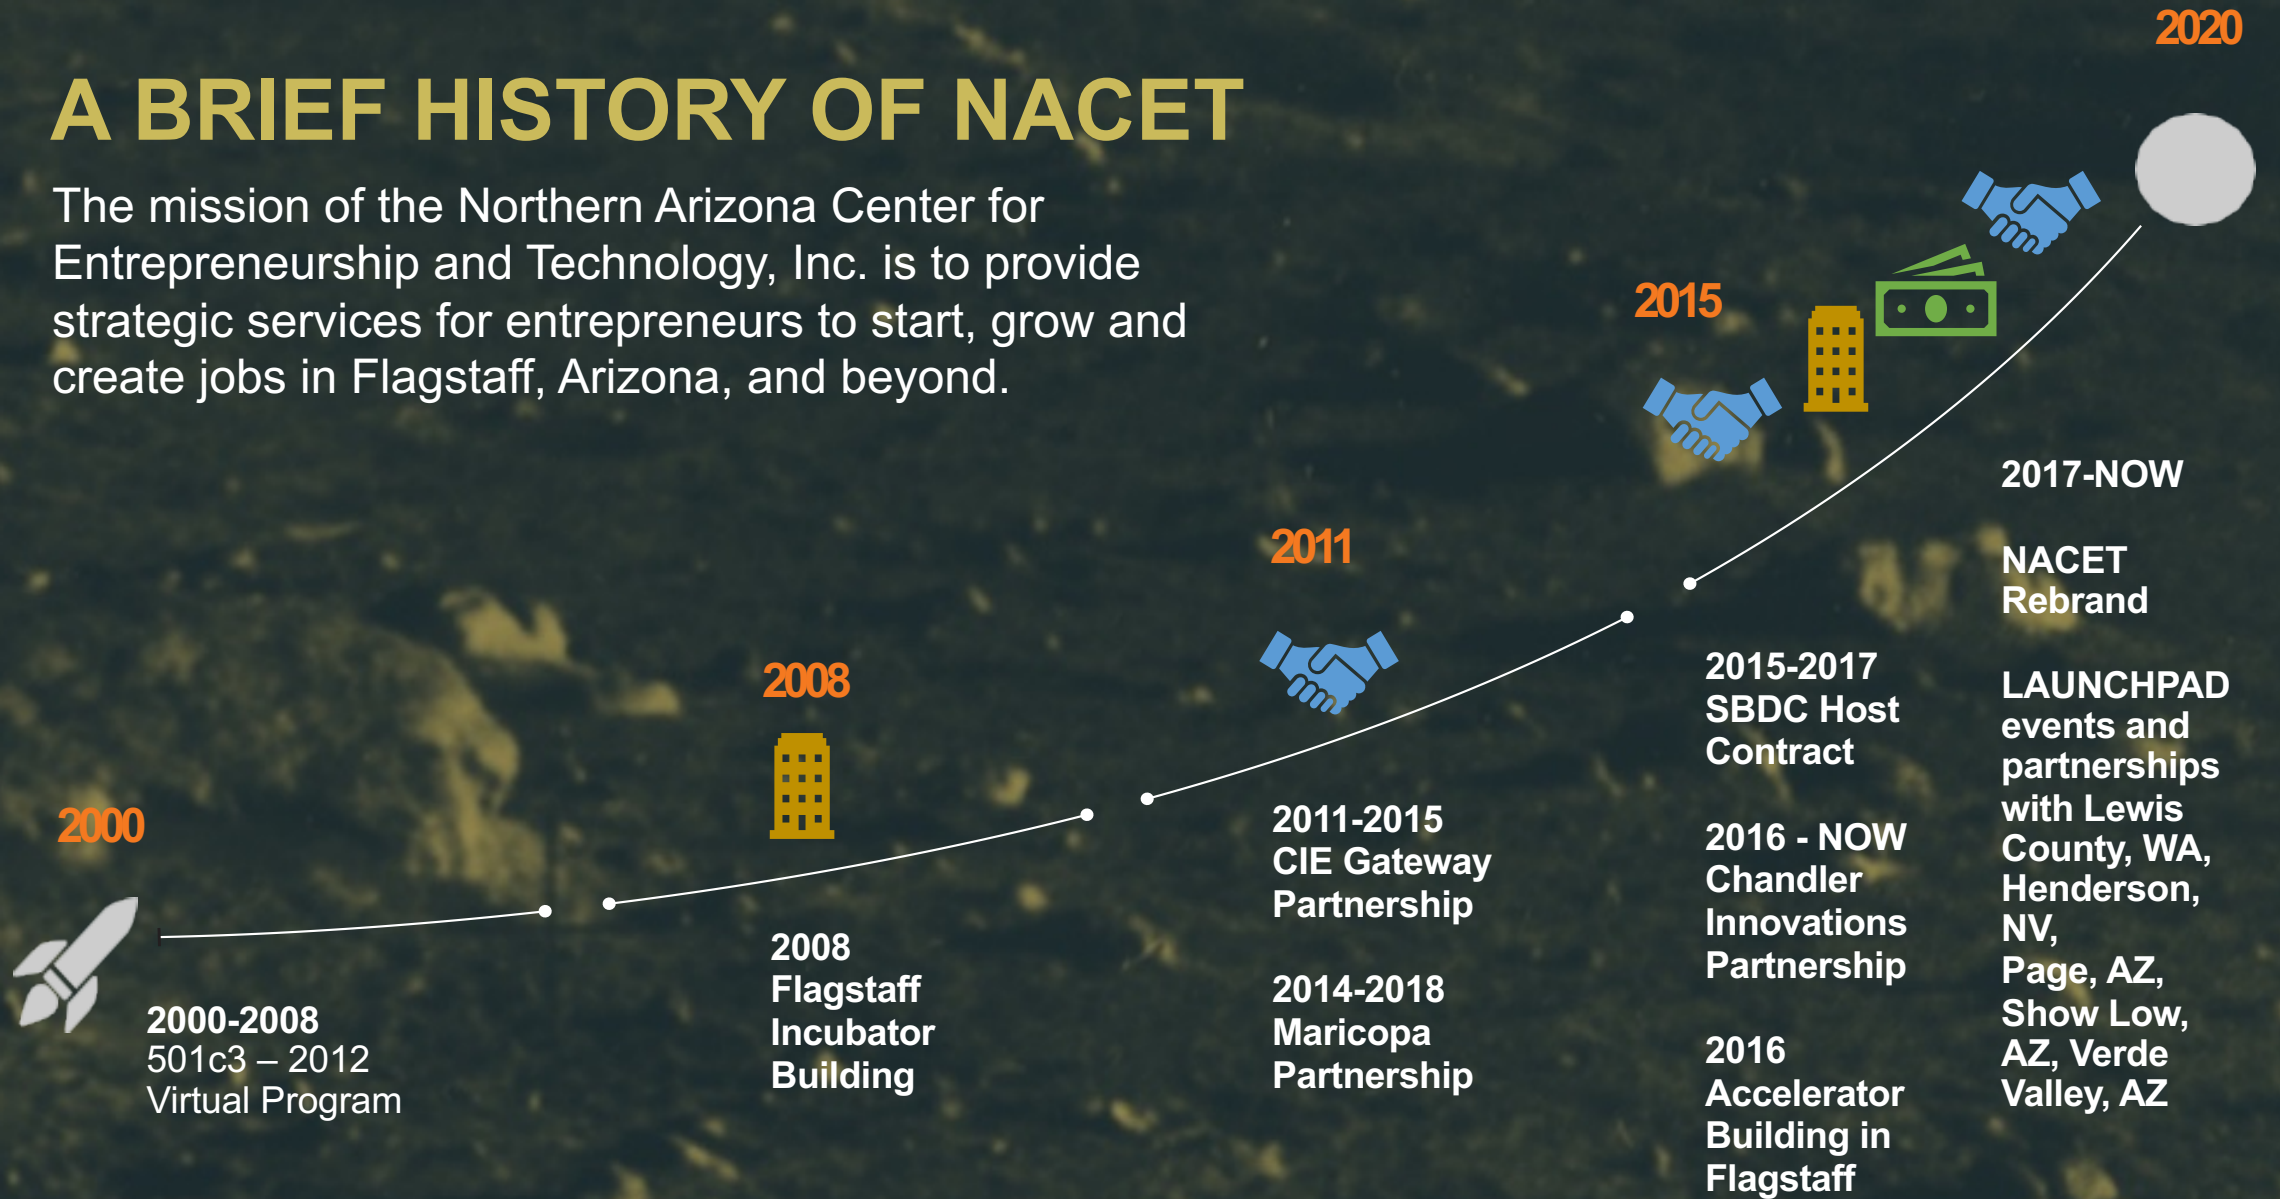 A BRIEF HISTORY OF NACET
The mission of the Northern Arizona Center for
Entrepreneurship and Technology, Inc. is to provide
strategic services for entrepreneurs to start, grow and
create jobs in Flagstaff, Arizona, and beyond.
2000
2000-2008
501c3 – 2012
Virtual Program
2008
2008
Flagstaff
Incubator
Building
2011
2011-2015
CIE Gateway
Partnership
2014-2018
Maricopa
Partnership
2015
2015-2017
SBDC Host
Contract
2016 - NOW
Chandler
Innovations
Partnership
2016
Accelerator
Building in
Flagstaff
2020
2017-NOW
NACET
Rebrand
LAUNCHPAD
events and
partnerships
with Lewis
County, WA,
Henderson,
NV,
Page, AZ,
Show Low,
AZ, Verde
Valley, AZ